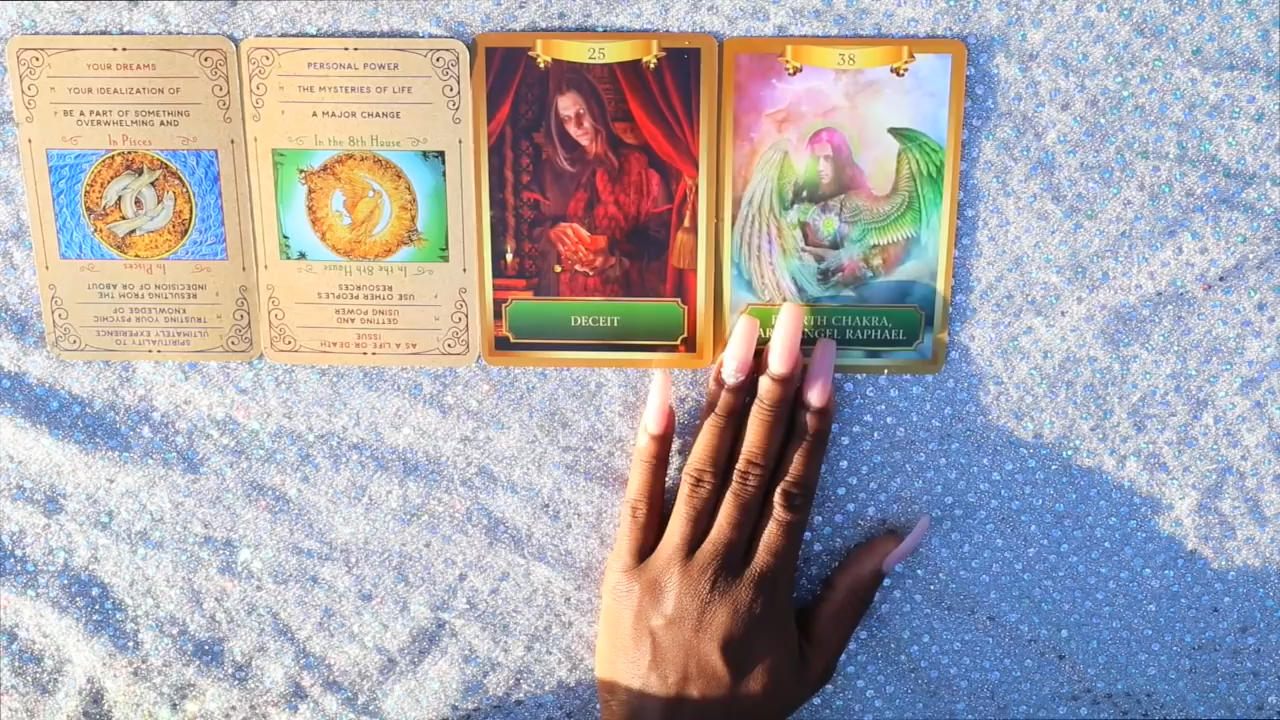 YOUR DREAMS
YOUR IDEALIZATION OF
BE A PART OF SOMETHING
OVERWHELMING AND
In Pisces
In Pisces
INDECISION OF OR ABOUT
RESULTING FROM THE
KNOWLEDGE OF
TRUSTING YOUR PSYCHIC
ULTIMATELY EXPERIENCE
SPIRITUALITY TO
PERSONAL POWER
THE MYSTERIES OF LIFE
A MAJOR CHANGE
In the 8th House
In the 8th House
RESOURCES
USE OTHER PEOPLE'S
USING POWER
GETTING AND
ISSUE
AS A LIFE-OR-DEATH
25
DECEIT
38
CHAKRA,
RAPHAEL